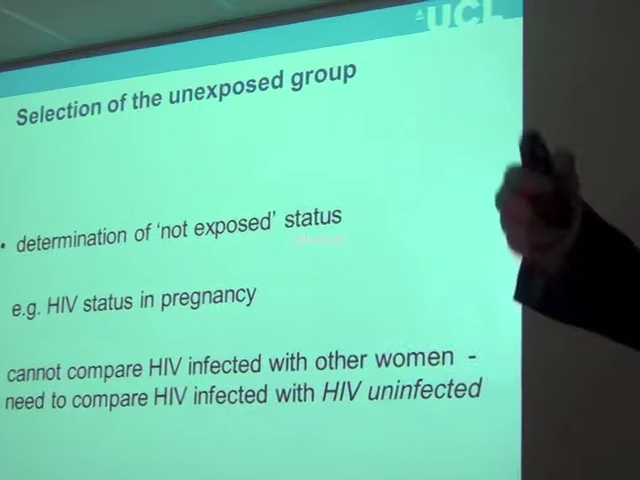 UCL
Selection of the unexposed group
• determination of 'not exposed' status
e.g. HIV status in pregnancy
cannot compare HIV infected with other women -
need to compare HIV infected with HIV uninfected